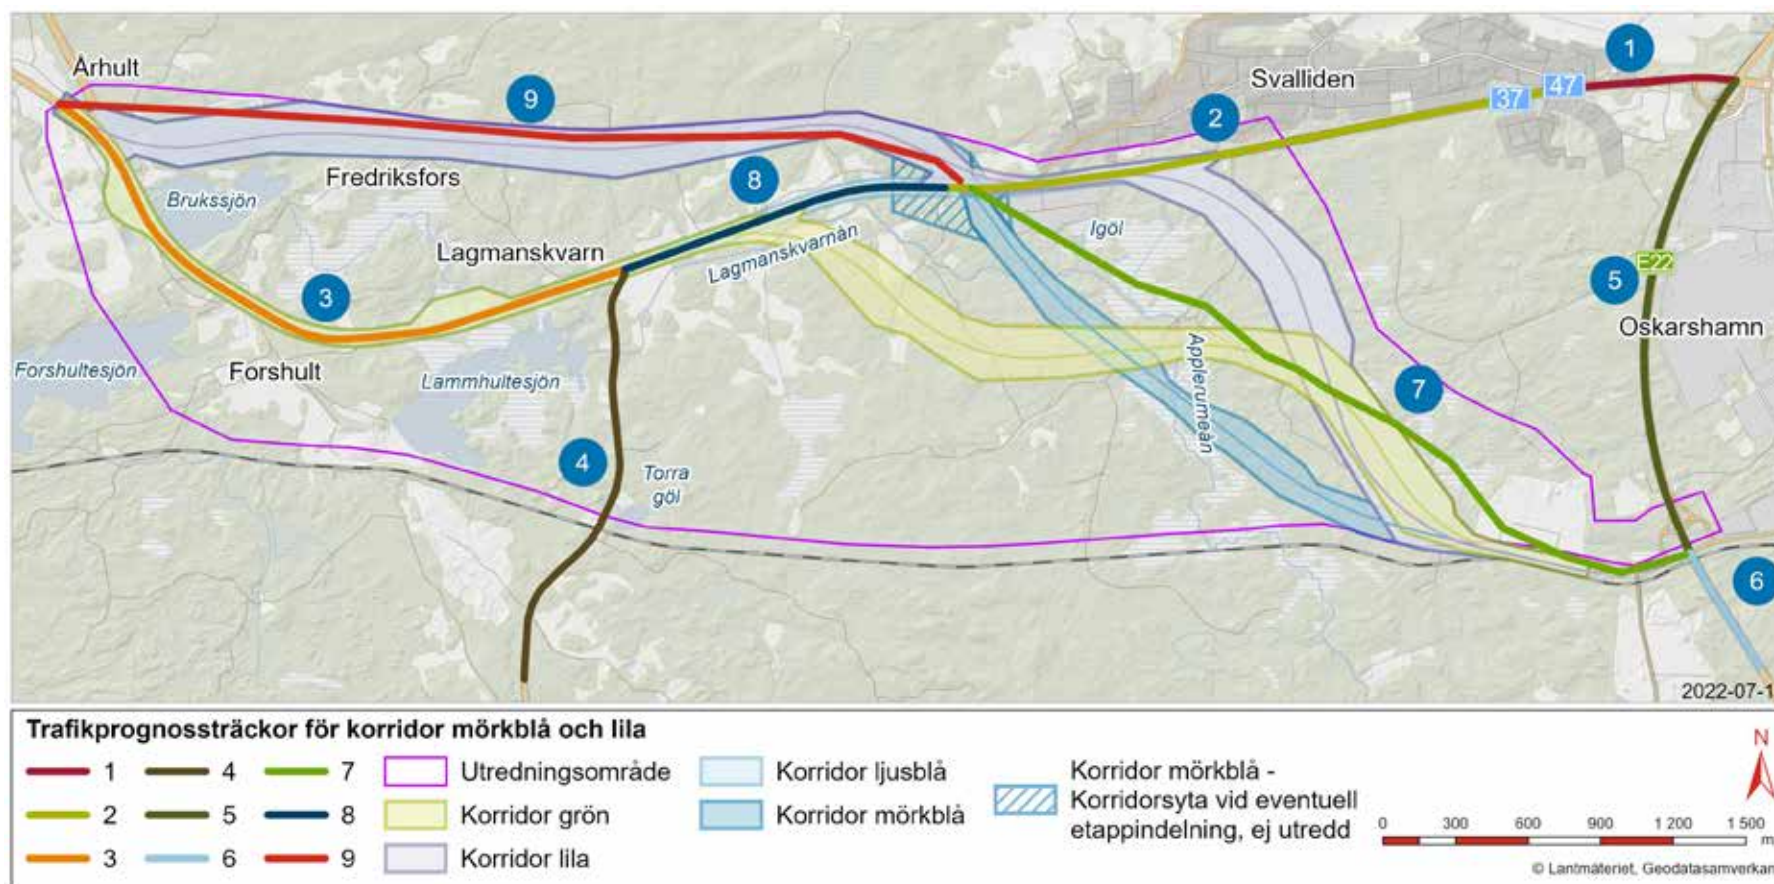 1
Århult
Svalliden
47
37
9
2
Fredriksfors
8
Brukssjön
Igöl
Lagmanskvarn
Lagmanskvarnån
E22
5
3
Oskarshamn
Forshultesjön
Forshult
Lammhultesjön
Applerumeån
7
4
Torra
göl
6
2022-07-1
Trafikprognossträckor för korridor mörkblå och lila
1 4 7 Utredningsområde Korridor ljusblå
2 5 8 Korridor grön Korridor mörkblå
3 6 9 Korridor lila
Korridor mörkblå -
Korridorsyta vid eventuell
etappindelning, ej utredd
N
0 300 600 900 1 200 1 500
m
© Lantmäteriet, Geodatasamverkan